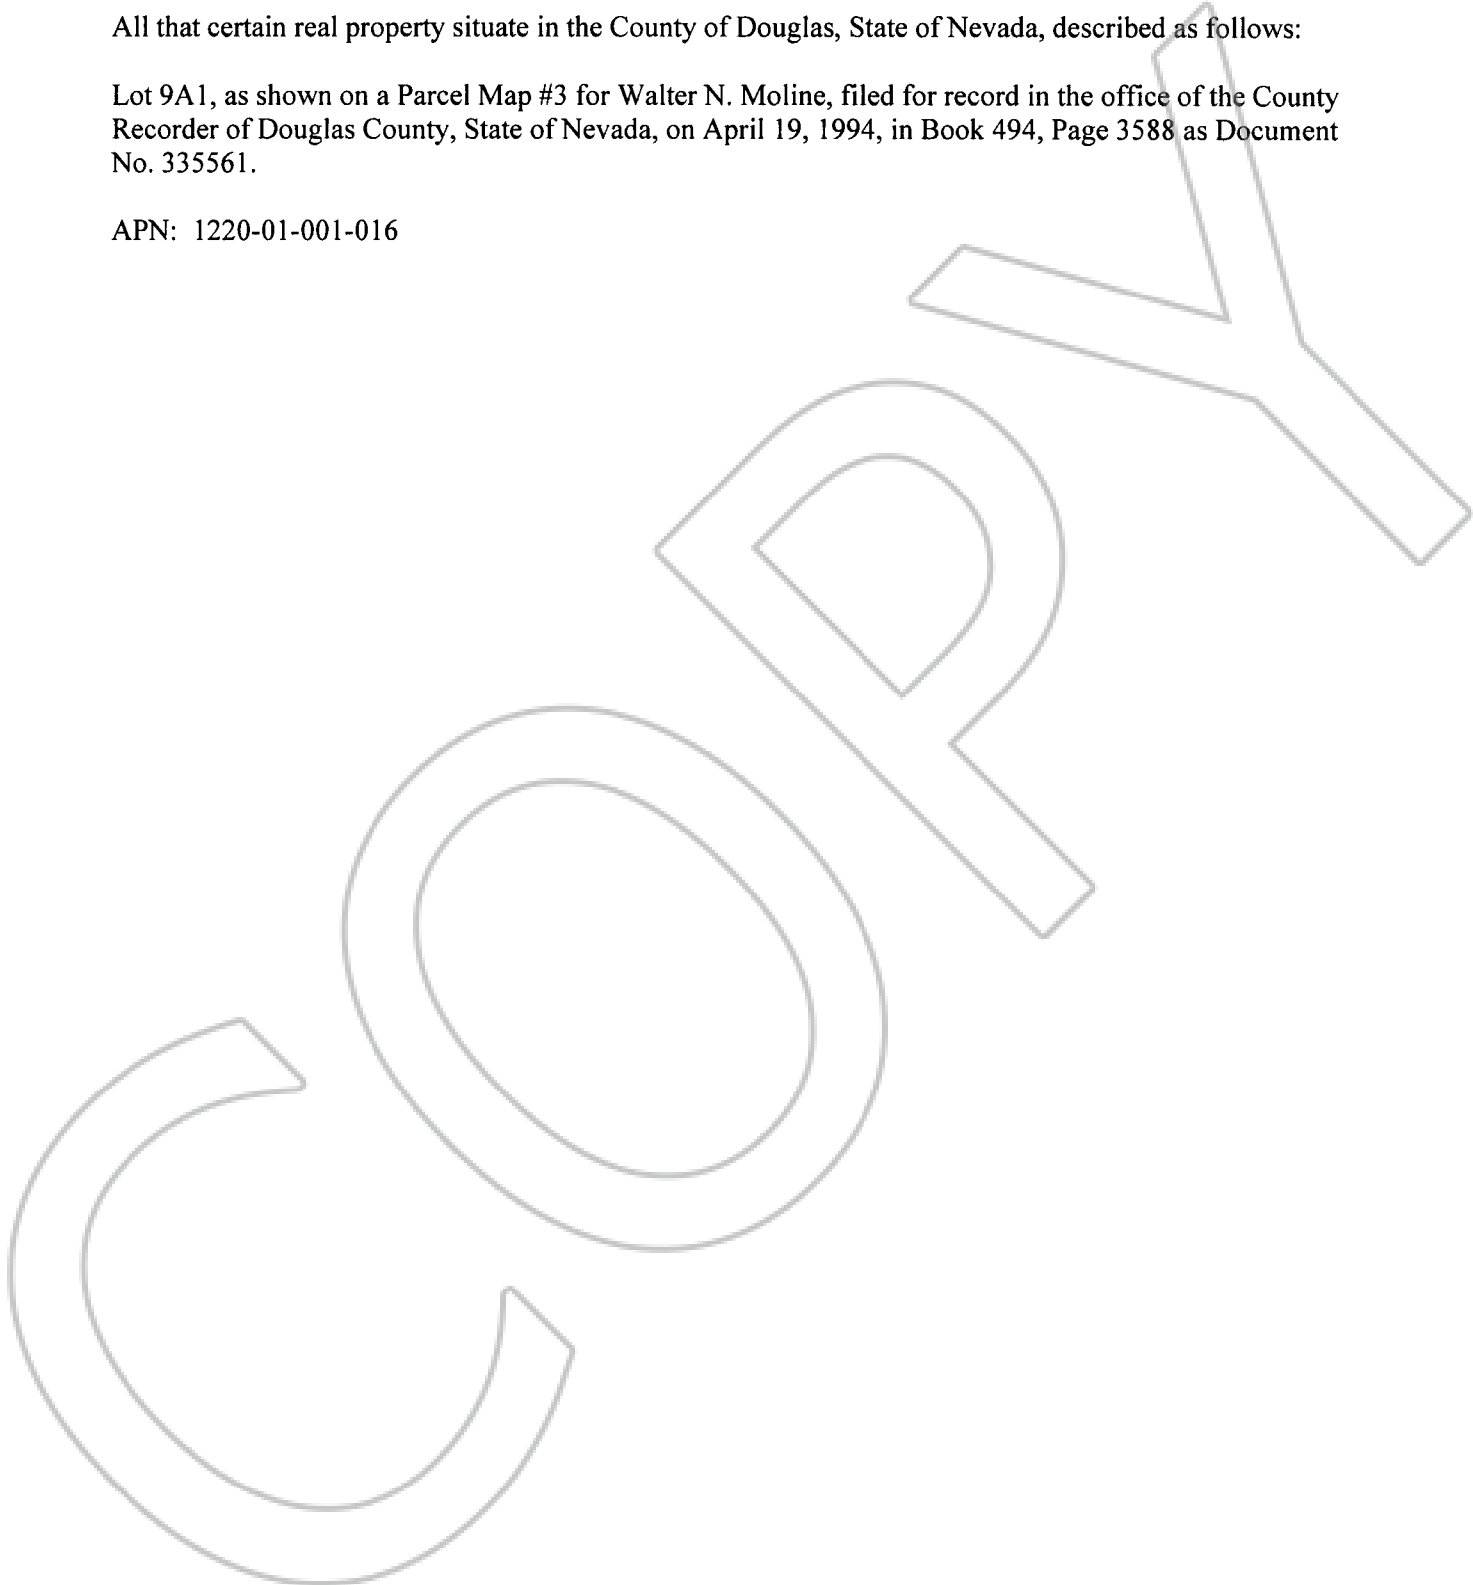 All that certain real property situate in the County of Douglas, State of Nevada, described as follows:
Lot 9A1, as shown on a Parcel Map #3 for Walter N. Moline, filed for record in the office of the County
Recorder of Douglas County, State of Nevada, on April 19, 1994, in Book 494, Page 3588 as Document
No. 335561.
APN: 1220-01-001-016
COPY